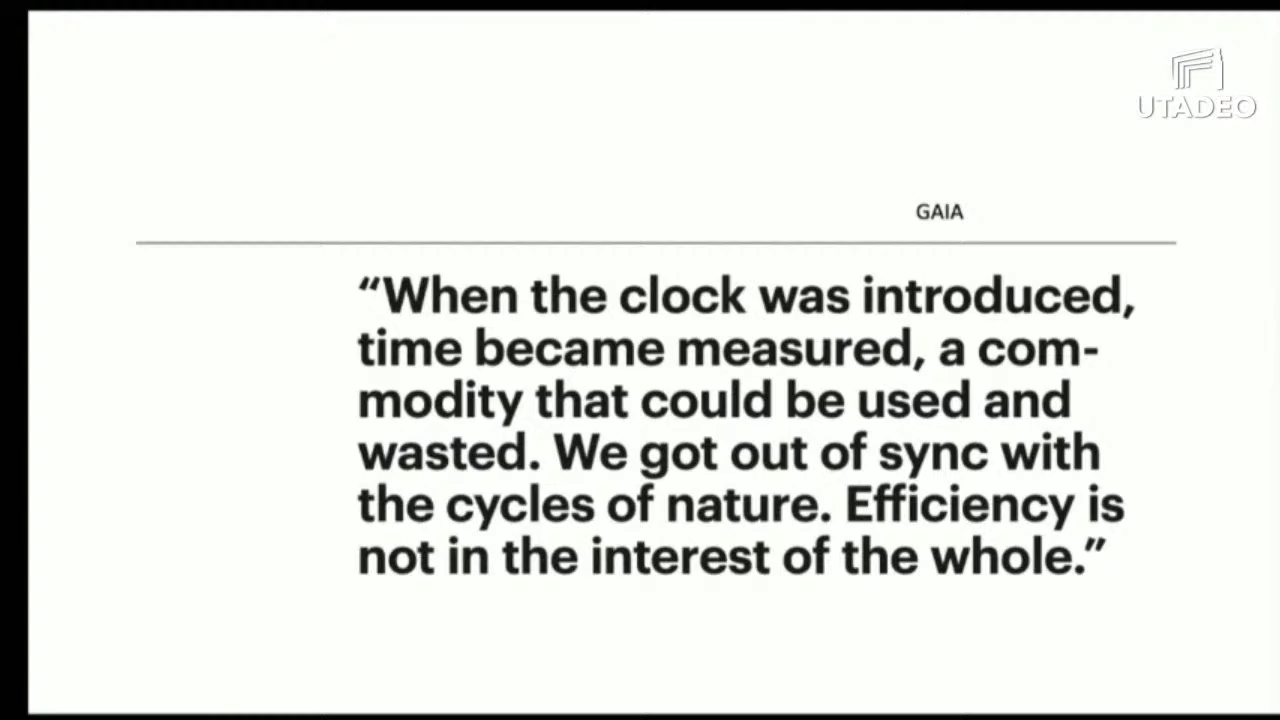 UTADEO
GAIA
“When the clock was introduced,
time became measured, a com-
modity that could be used and
wasted. We got out of sync with
the cycles of nature. Efficiency is
not in the interest of the whole.”